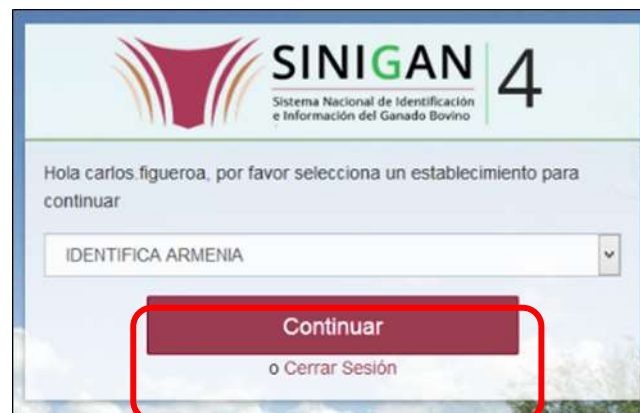 SINIGAN 4
Sistema Nacional de Identificación
e Información del Ganado Bovino
Hola carlos.figueroa, por favor selecciona un establecimiento para
continuar
IDENTIFICA ARMENIA
Continuar
o Cerrar Sesión